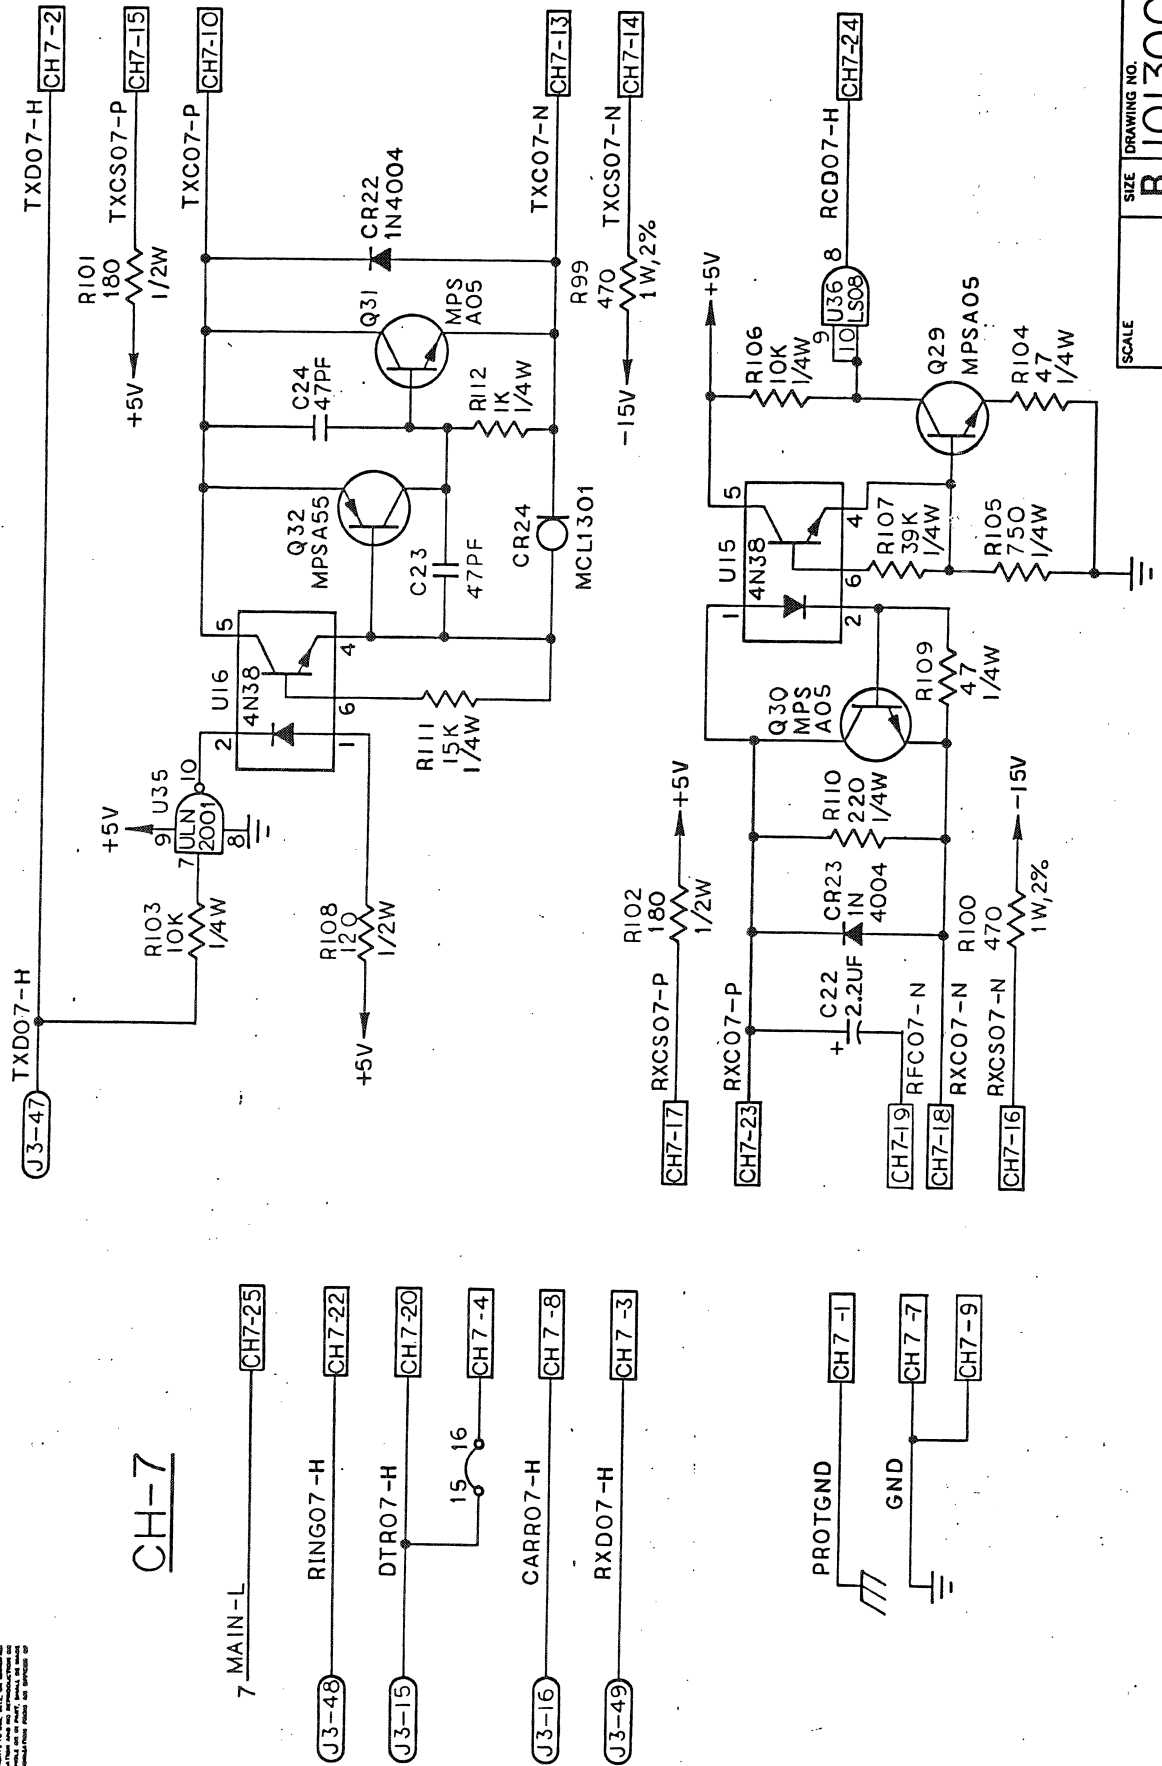 CH-7
7 MAIN-L
CH7-25
J3-48
RING07-H
CH7-22
J3-15
DTR07-H
CH7-20
15
16
CH7-4
J3-16
CARR07-H
CH7-8
J3-49
RXD07-H
CH7-3
PROTGND
CH7-1
GND
CH7-7
CH7-9
J3-47
TXD07-H
TXD07-H
CH7-2
R103
10K
1/4W
+5V
9
U35
7
ULN
2001
10
8
+5V
R101
180
1/2W
TXCS07-P
CH7-15
TXC07-P
CH7-10
+5V
R108
120
1/2W
U16
4N38
2
5
1
6
4
R111
15K
1/4W
Q32
MPSA55
C23
47PF
C24
47PF
R112
1K
1/4W
Q31
MPS
A05
CR22
1N4004
CR24
MCL1301
TXC07-N
CH7-13
-15V
R99
470
1W,2%
TXCS07-N
CH7-14
CH7-17
RXCS07-P
R102
180
1/2W
+5V
CH7-23
RXC07-P
C22
2.2UF
+
CR23
1N
4004
R110
220
1/4W
Q30
MPS
A05
R109
47
1/4W
CH7-19
RFC07-N
CH7-18
RXC07-N
CH7-16
RXCS07-N
R100
470
1W,2%
-15V
U15
4N38
1
5
2
6
4
R107
39K
1/4W
R105
750
1/4W
+5V
R106
10K
1/4W
9
10
U36
LS08
8
RCD07-H
CH7-24
Q29
MPSA05
R104
47
1/4W
SCALE
SIZE
B
DRAWING NO.
101300